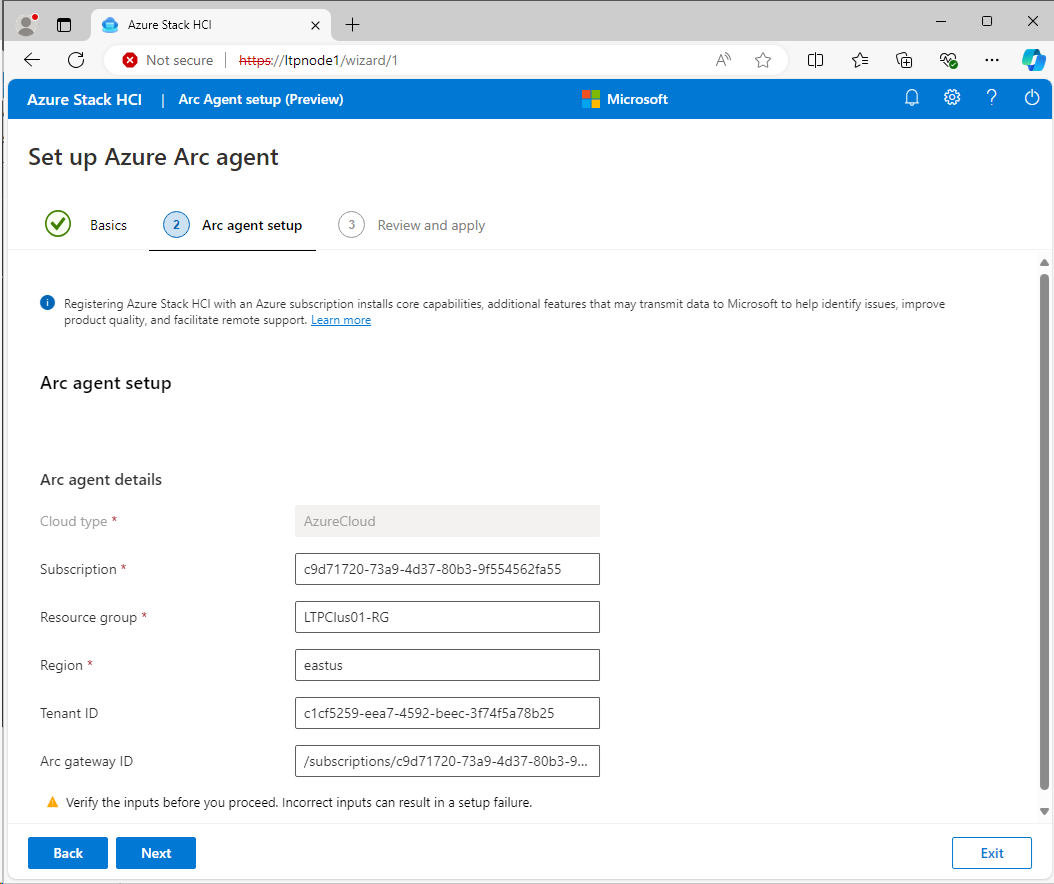 Azure Stack HCI
Not secure
https://ltpnode1/wizard/1
Azure Stack HCI | Arc Agent setup (Preview)
Microsoft
Set up Azure Arc agent
Basics
2 Arc agent setup
3 Review and apply
Registering Azure Stack HCI with an Azure subscription installs core capabilities, additional features that may transmit data to Microsoft to help identify issues, improve
product quality, and facilitate remote support. Learn more
Arc agent setup
Arc agent details
Cloud type * AzureCloud
Subscription * c9d71720-73a9-4d37-80b3-9f554562fa55
Resource group * LTPClus01-RG
Region * eastus
Tenant ID c1cf5259-eea7-4592-beec-3f74f5a78b25
Arc gateway ID /subscriptions/c9d71720-73a9-4d37-80b3-9...
Verify the inputs before you proceed. Incorrect inputs can result in a setup failure.
Back Next Exit